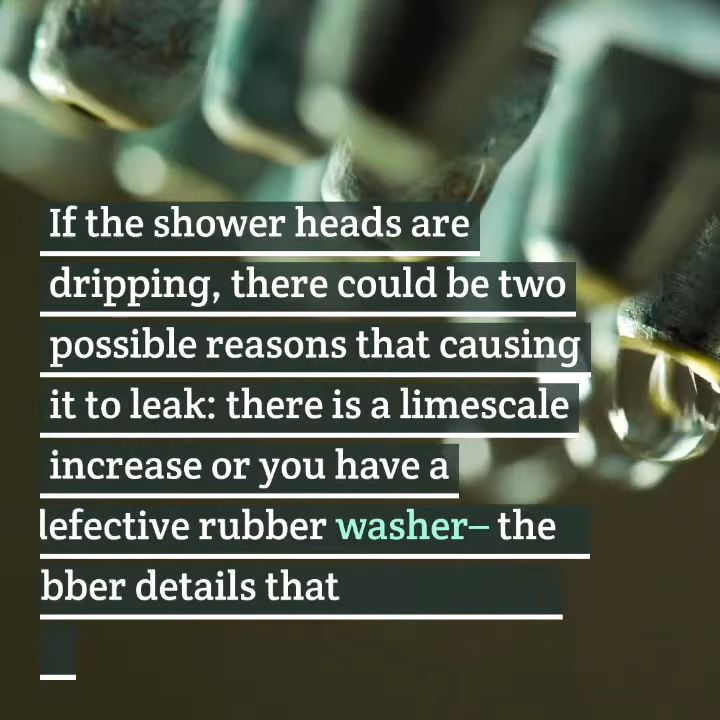 If the shower heads are
dripping, there could be two
possible reasons that causing
it to leak: there is a limescale
increase or you have a
lefective rubber washer– the
bber details that